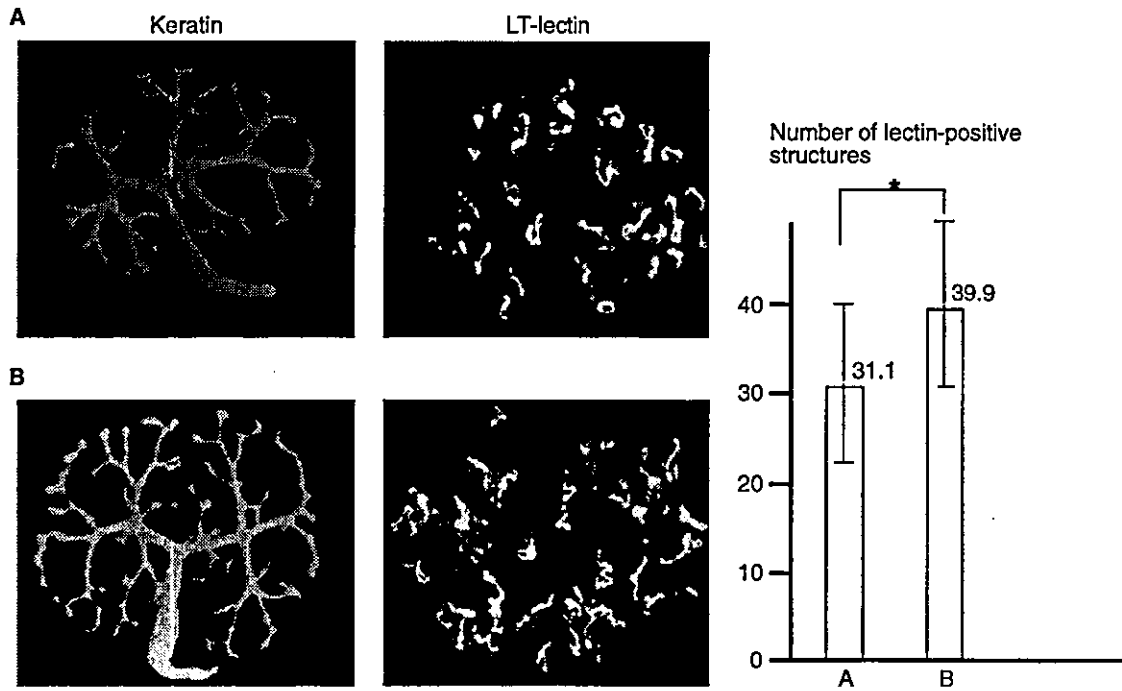 A
Keratin
LT-lectin
B
Number of lectin-positive
structures
*
39.9
31.1
40
30
20
10
0
A
B